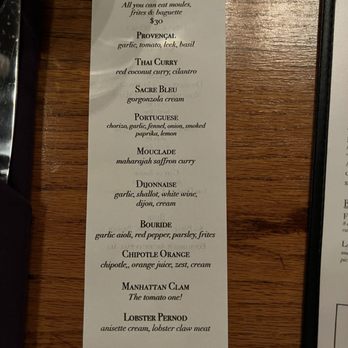 All you can eat moules,
frites & baguette
$30
Provençal
garlic, tomato, leek, basil
Thai Curry
red coconut curry, cilantro
Sacre Bleu
gorgonzola cream
Portuguese
chorizo, garlic, fennel, onion, smoked
paprika, lemon
Mouclade
maharajah saffron curry
Dijonnaise
garlic, shallot, white wine,
dijon, cream
Bouride
garlic aioli, red pepper, parsley, frites
Chipotle Orange
chipotle,, orange juice, zest, cream
Manhattan Clam
The tomato one!
Lobster Pernod
anisette cream, lobster claw meat